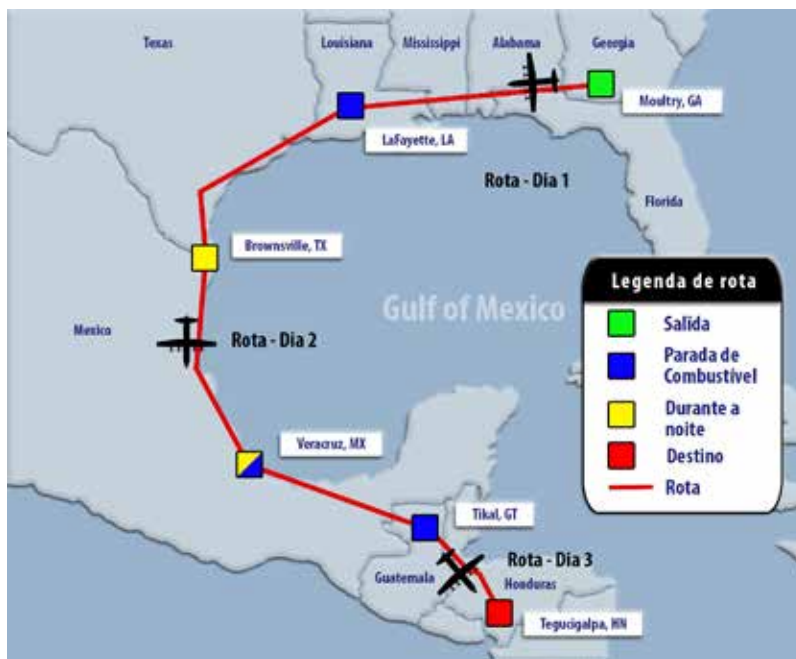 Texas
Louisiana
Mississippi
Alabama
Georgia
Moultry, GA
LaFayette, LA
Rota - Dia 1
Florida
Brownsville, TX
Legenda de rota
Gulf of Mexico
Salída
Mexico
Rota - Dia 2
Parada de
Combustível
Durante a
noite
Veracruz, MX
Destino
Rota
Tikal, GT
Rota - Dia 3
Guatemala
Honduras
Tegucigalpa, HN